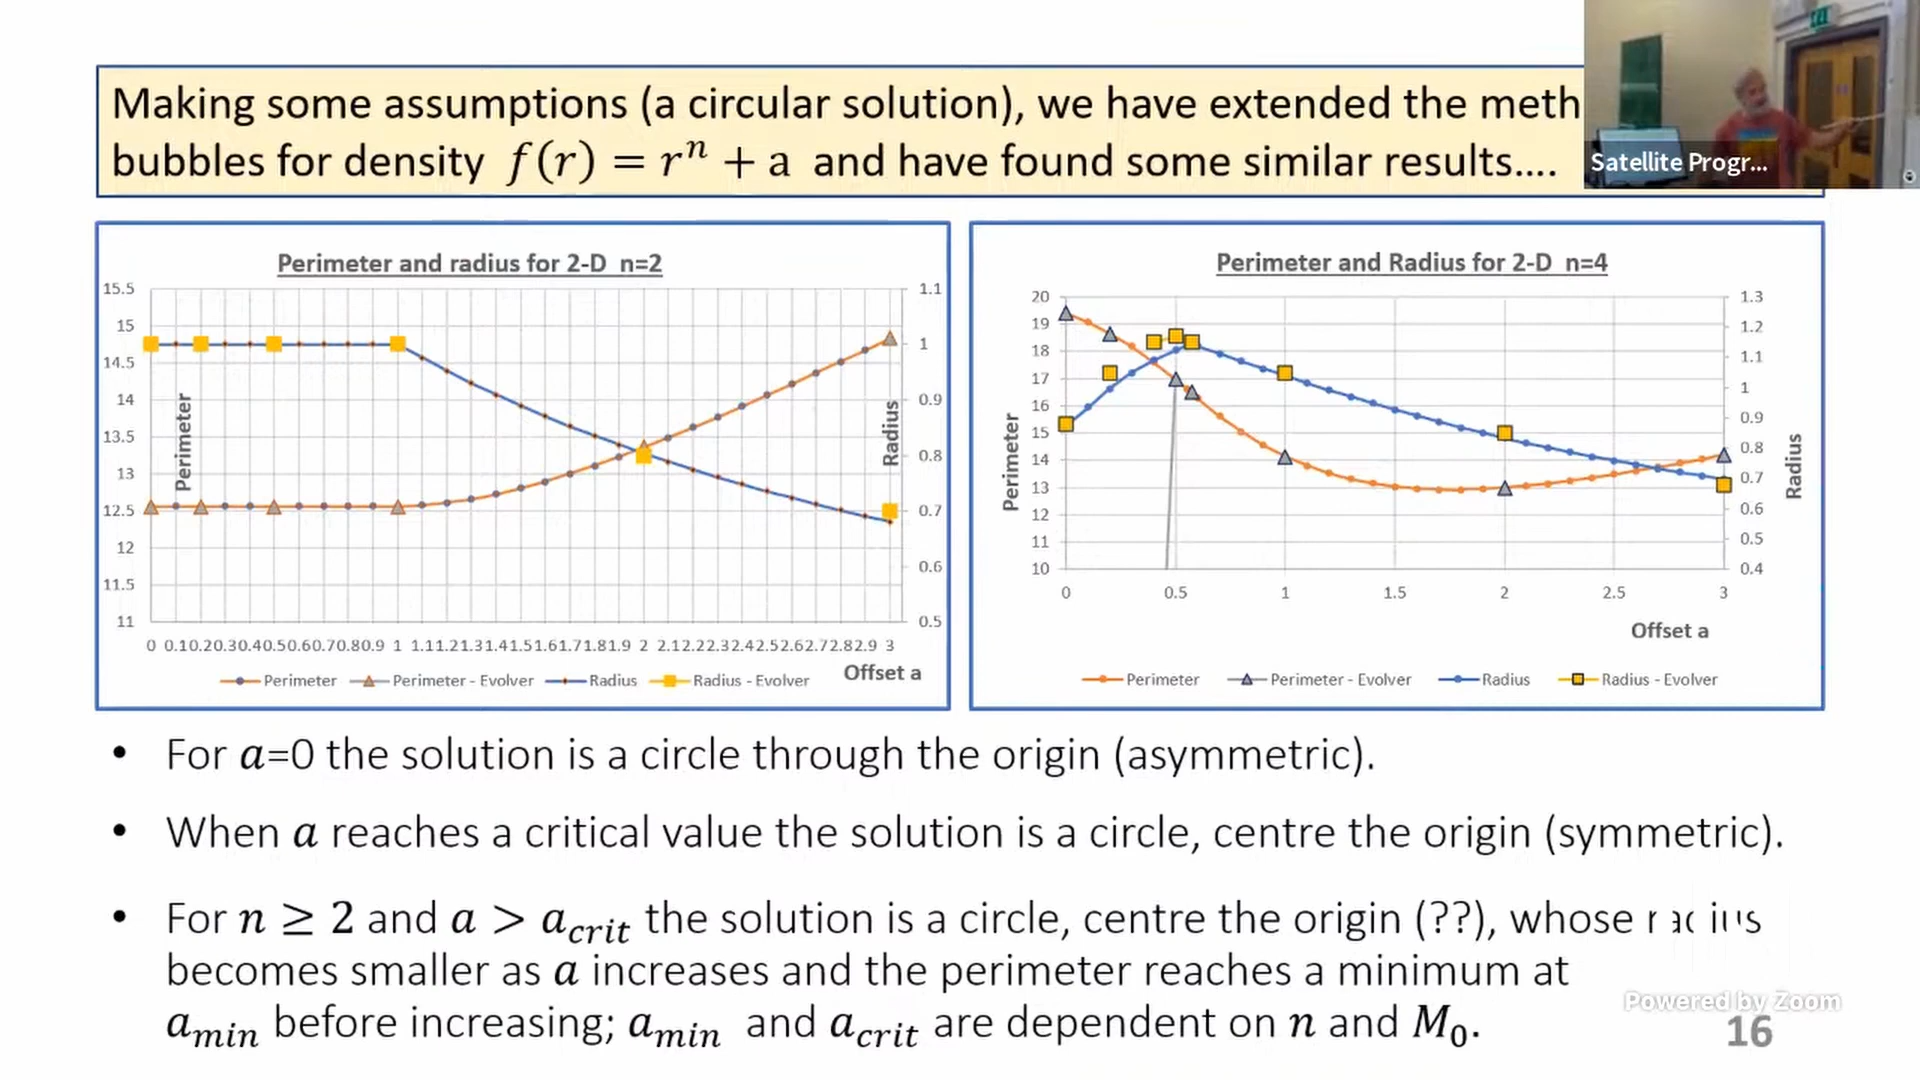 Making some assumptions (a circular solution), we have extended the meth
bubbles for density f(r) = rⁿ + a and have found some similar results....
Satellite Progr...
Perimeter and radius for 2-D n=2
15.5
15
14.5
14
13.5
13
12.5
12
11.5
11
Perimeter
1.1
1
0.9
0.8
0.7
0.6
0.5
Radius
0 0.1 0.2 0.3 0.4 0.5 0.6 0.7 0.8 0.9 1 1.1 1.2 1.3 1.4 1.5 1.6 1.7 1.8 1.9 2 2.1 2.2 2.3 2.4 2.5 2.6 2.7 2.8 2.9 3
Offset a
Perimeter Perimeter - Evolver Radius Radius - Evolver
Perimeter and Radius for 2-D n=4
20
19
18
17
16
15
14
13
12
11
10
Perimeter
1.3
1.2
1.1
1
0.9
0.8
0.7
0.6
0.5
0.4
Radius
0 0.5 1 1.5 2 2.5 3
Offset a
Perimeter Perimeter - Evolver Radius Radius - Evolver
• For a=0 the solution is a circle through the origin (asymmetric).
• When a reaches a critical value the solution is a circle, centre the origin (symmetric).
• For n ≥ 2 and a > a_crit the solution is a circle, centre the origin (??), whose radius
becomes smaller as a increases and the perimeter reaches a minimum at
a_min before increasing; a_min and a_crit are dependent on n and M₀.
Powered by Zoom
16